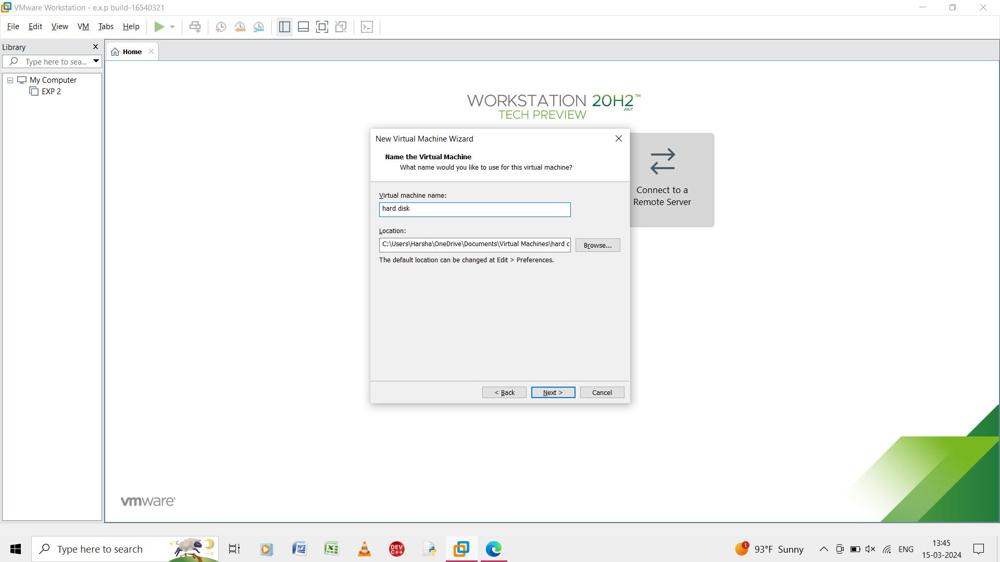 VMware Workstation - e.x.p build-16540321
File Edit View VM Tabs Help
Library
Type here to sea...
My Computer
EXP 2
Home
WORKSTATION 20H2™
JULY
TECH PREVIEW
New Virtual Machine Wizard
Name the Virtual Machine
What name would you like to use for this virtual machine?
Virtual machine name:
hard disk
Location:
C:\Users\Harsha\OneDrive\Documents\Virtual Machines\hard
Browse...
The default location can be changed at Edit > Preferences.
< Back
Next >
Cancel
Connect to a
Remote Server
vmware
Type here to search
DEV
C++
1
93°F Sunny
ENG
13:45
15-03-2024